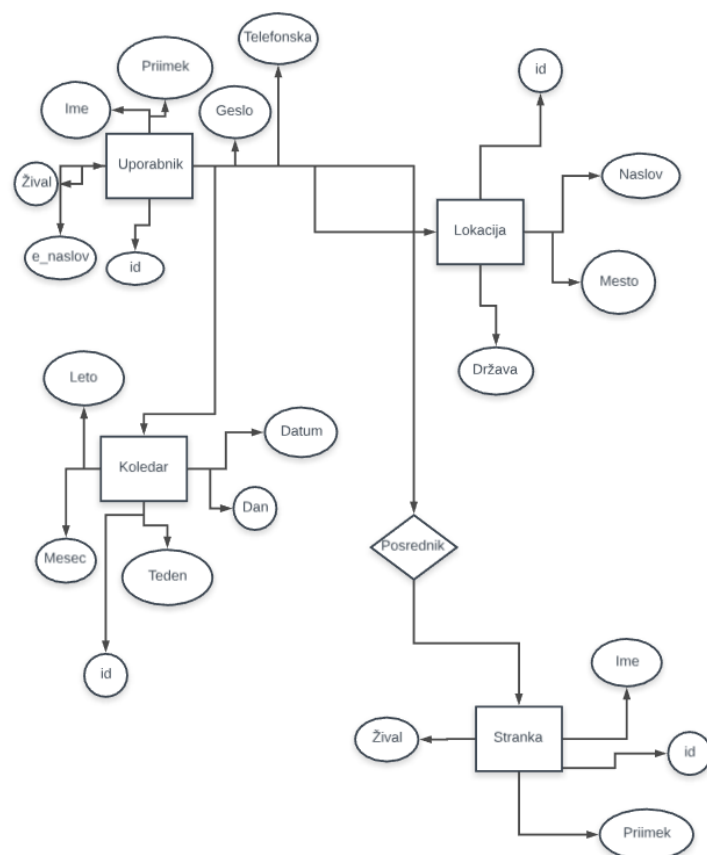 Telefonska
Priimek
Ime
Geslo
id
Uporabnik
Žival
Naslov
Lokacija
e_naslov
id
Mesto
Država
Leto
Datum
Koledar
Dan
Posrednik
Mesec
Teden
id
Ime
Žival
Stranka
id
Priimek